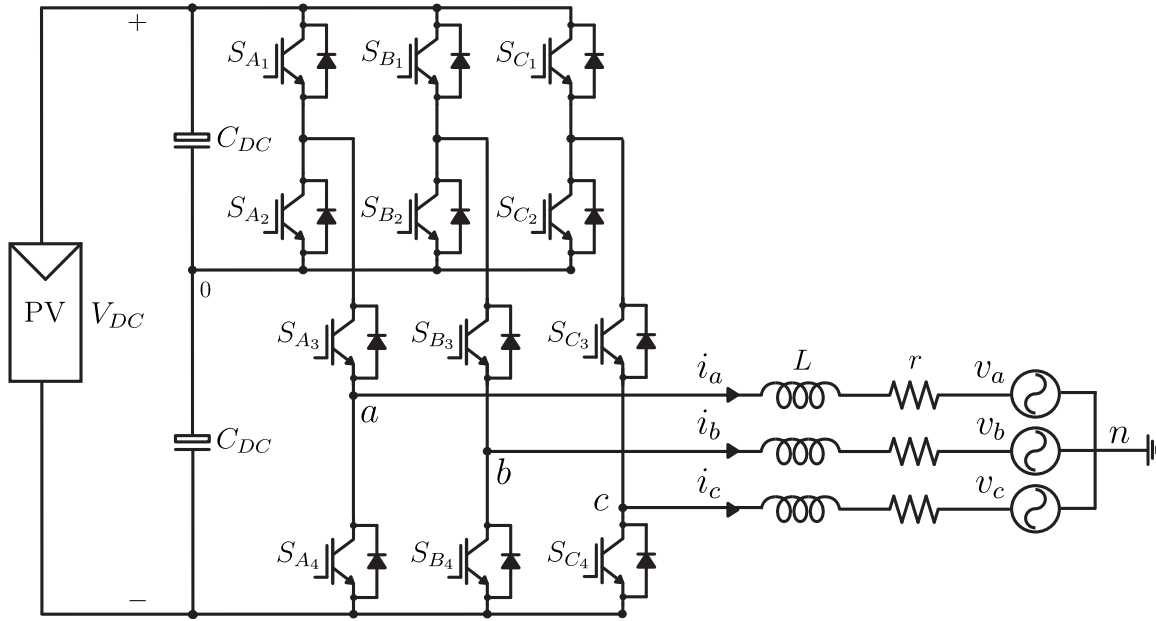 +
S_{A_1} S_{B_1} S_{C_1}
C_{DC}
S_{A_2} S_{B_2} S_{C_2}
0
PV V_{DC}
S_{A_3} S_{B_3} S_{C_3}
i_a L r v_a
a
i_b v_b n
C_{DC}
b
i_c v_c
c
S_{A_4} S_{B_4} S_{C_4}
−